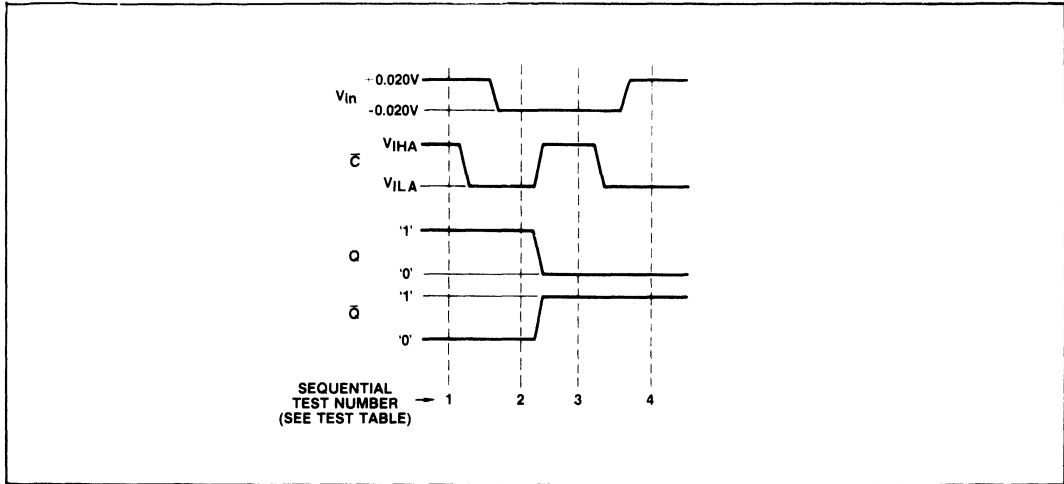 +0.020V
Vin
-0.020V
VIHA
C̅
VILA
'1'
Q
'0'
'1'
Q̅
'0'
SEQUENTIAL
TEST NUMBER → 1 2 3 4
(SEE TEST TABLE)